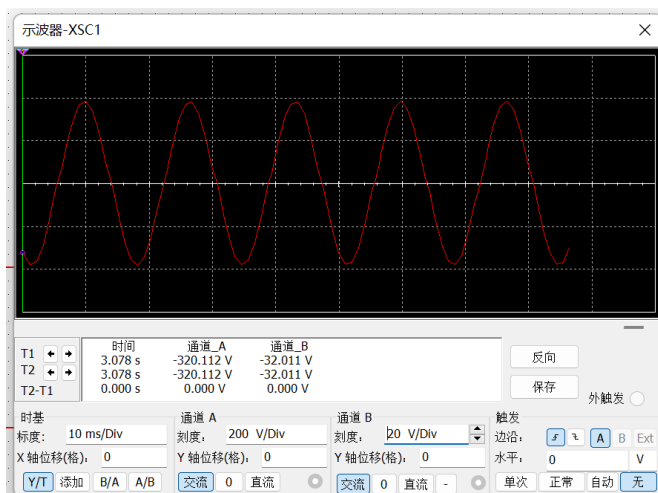 示波器-XSC1
时间 通道_A 通道_B
T1 3.078 s -320.112 V -32.011 V
T2 3.078 s -320.112 V -32.011 V
T2-T1 0.000 s 0.000 V 0.000 V
反向
保存
外触发
时基 通道 A 通道 B 触发
标度: 10 ms/Div 刻度: 200 V/Div 刻度: 20 V/Div 边沿: A B Ext
X 轴位移(格): 0 Y 轴位移(格): 0 Y 轴位移(格): 0 水平: 0 V
Y/T 添加 B/A A/B 交流 0 直流 交流 0 直流 - 单次 正常 自动 无